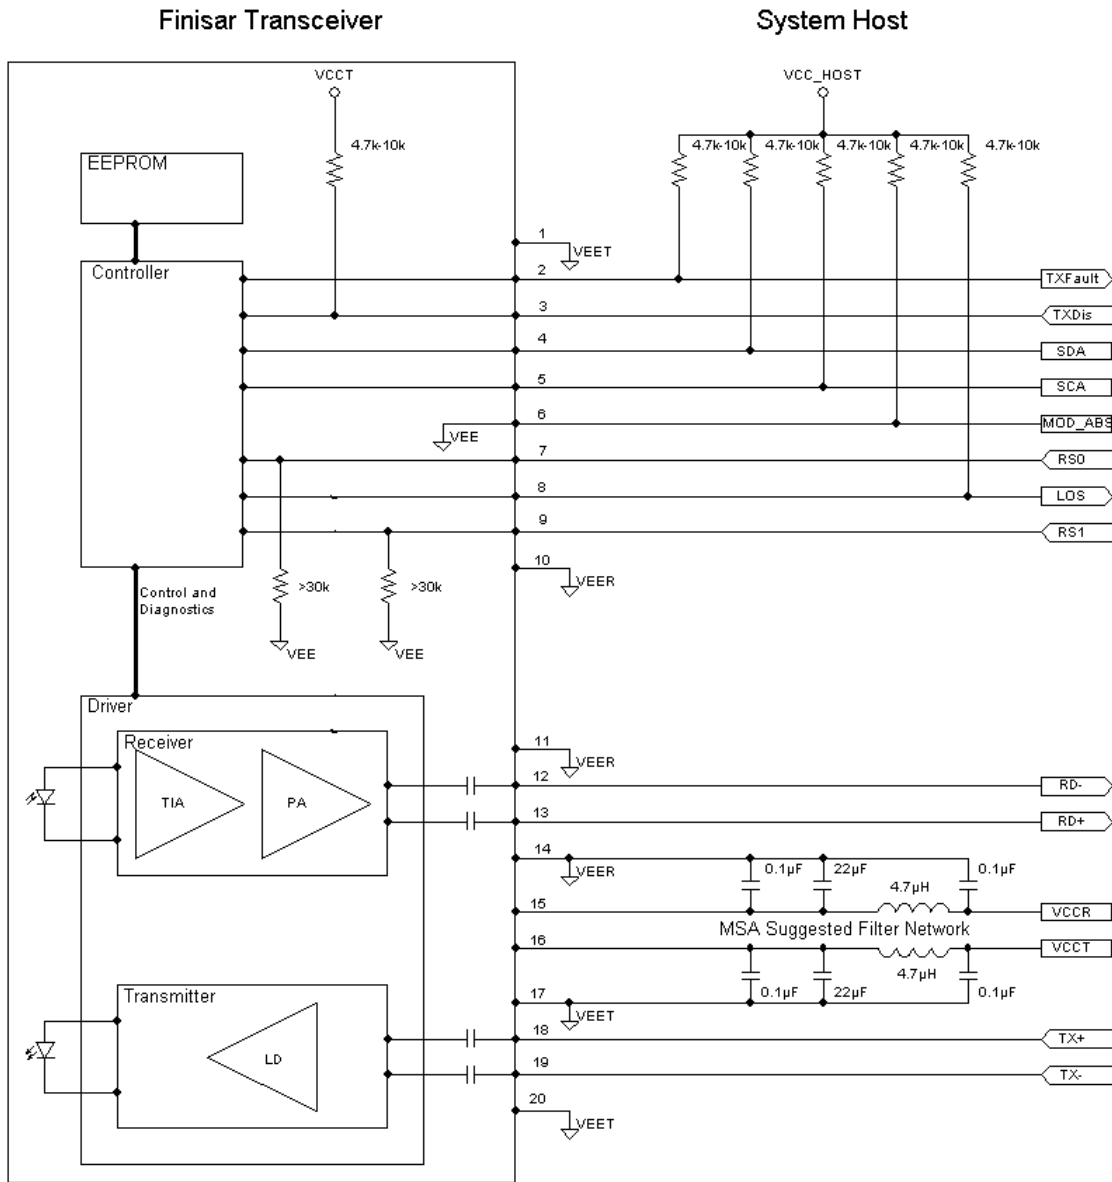 Finisar Transceiver
System Host
VCCT
VCC_HOST
4.7k-10k
4.7k-10k
4.7k-10k
4.7k-10k
4.7k-10k
4.7k-10k
EEPROM
1
VEET
Controller
2
TXFault
3
TXDis
4
SDA
5
SCA
6
VEE
MOD_ABS
7
RS0
8
LOS
9
RS1
10
VEER
>30k
>30k
Control and
Diagnostics
VEE
VEE
Driver
Receiver
TIA
PA
11
VEER
12
RD-
13
RD+
14
VEER
0.1µF
22µF
4.7µH
0.1µF
15
VCCR
MSA Suggested Filter Network
16
VCCT
4.7µH
0.1µF
22µF
0.1µF
17
VEET
Transmitter
LD
18
TX+
19
TX-
20
VEET